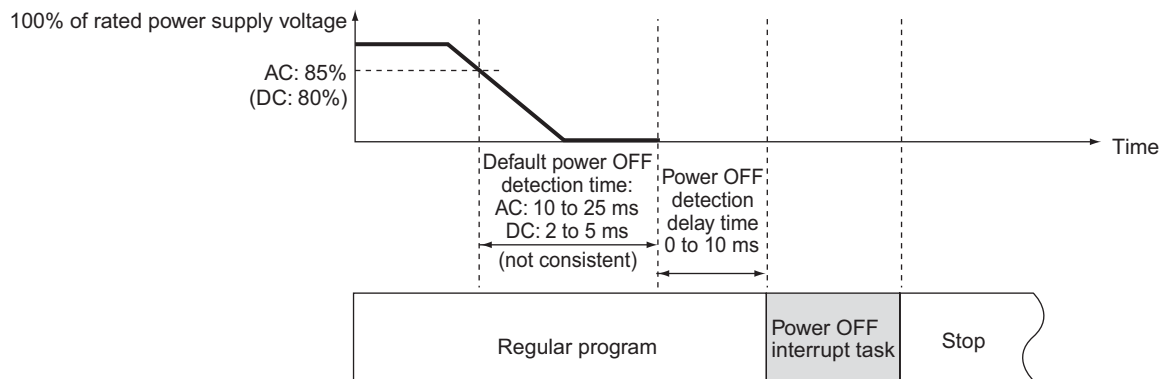 100% of rated power supply voltage
AC: 85%
(DC: 80%)
Time
Default power OFF
detection time:
AC: 10 to 25 ms
DC: 2 to 5 ms
(not consistent)
Power OFF
detection
delay time
0 to 10 ms
Regular program
Power OFF
interrupt task
Stop